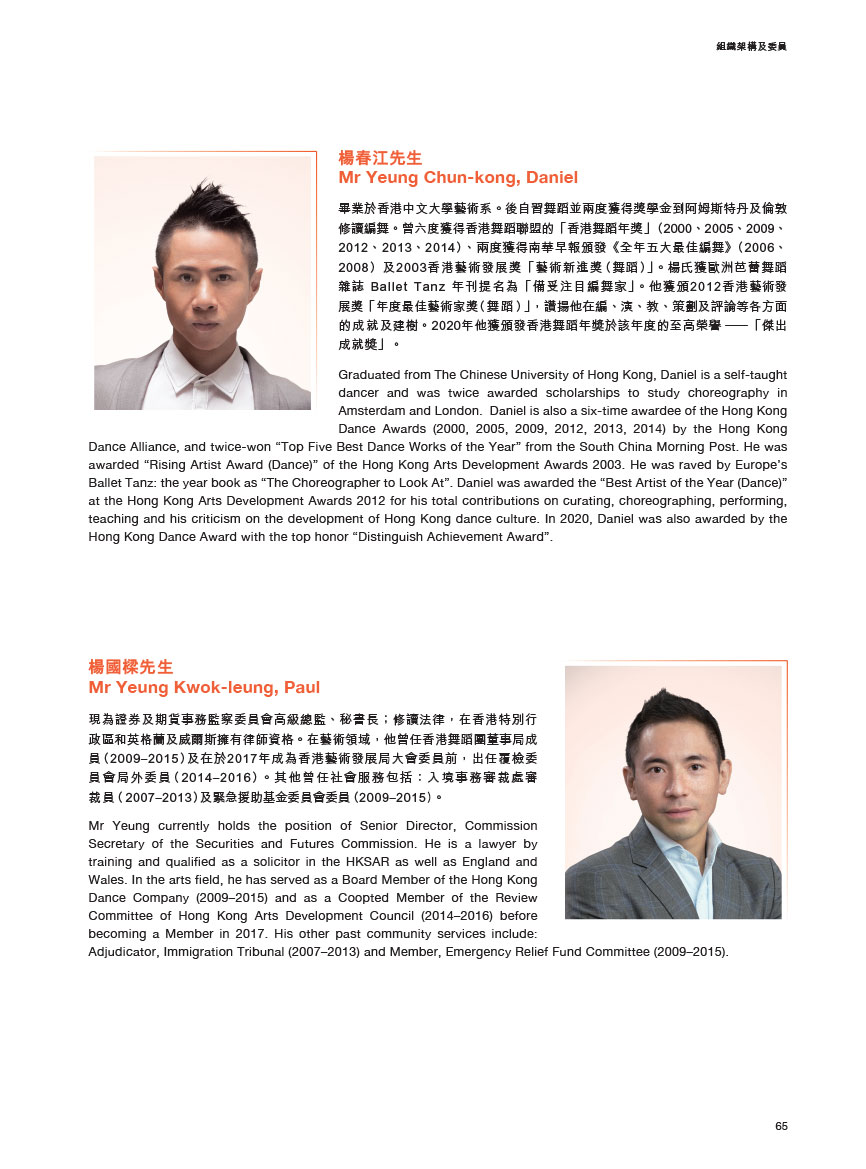 組織架構及委員
楊春江先生
Mr Yeung Chun-kong, Daniel
畢業於香港中文大學藝術系。後自習舞蹈並兩度獲得獎學金到阿姆斯特丹及倫敦
修讀編舞。曾六度獲得香港舞蹈聯盟的「香港舞蹈年獎」（2000、2005、2009、
2012、2013、2014）、兩度獲得南華早報頒發《全年五大最佳編舞》（2006、
2008）及2003香港藝術發展獎「藝術新進獎（舞蹈）」。楊氏獲歐洲芭蕾舞蹈
雜誌 Ballet Tanz 年刊提名為「備受注目編舞家」。他獲頒2012香港藝術發
展獎「年度最佳藝術家獎（舞蹈）」，讚揚他在編、演、教、策劃及評論等各方面
的成就及建樹。2020年他獲頒發香港舞蹈年獎於該年度的至高榮譽 ——「傑出
成就獎」。
Graduated from The Chinese University of Hong Kong, Daniel is a self-taught
dancer and was twice awarded scholarships to study choreography in
Amsterdam and London. Daniel is also a six-time awardee of the Hong Kong
Dance Awards (2000, 2005, 2009, 2012, 2013, 2014) by the Hong Kong
Dance Alliance, and twice-won “Top Five Best Dance Works of the Year” from the South China Morning Post. He was
awarded “Rising Artist Award (Dance)” of the Hong Kong Arts Development Awards 2003. He was raved by Europe’s
Ballet Tanz: the year book as “The Choreographer to Look At”. Daniel was awarded the “Best Artist of the Year (Dance)”
at the Hong Kong Arts Development Awards 2012 for his total contributions on curating, choreographing, performing,
teaching and his criticism on the development of Hong Kong dance culture. In 2020, Daniel was also awarded by the
Hong Kong Dance Award with the top honor “Distinguish Achievement Award”.
楊國樑先生
Mr Yeung Kwok-leung, Paul
現為證券及期貨事務監察委員會高級總監、秘書長；修讀法律，在香港特別行
政區和英格蘭及威爾斯擁有律師資格。在藝術領域，他曾任香港舞蹈團董事局成
員（2009–2015）及在於2017年成為香港藝術發展局大會委員前，出任覆檢委
員會局外委員（2014–2016）。其他曾任社會服務包括：入境事務審裁處審
裁員（2007–2013）及緊急援助基金委員會委員（2009–2015）。
Mr Yeung currently holds the position of Senior Director, Commission
Secretary of the Securities and Futures Commission. He is a lawyer by
training and qualified as a solicitor in the HKSAR as well as England and
Wales. In the arts field, he has served as a Board Member of the Hong Kong
Dance Company (2009–2015) and as a Coopted Member of the Review
Committee of Hong Kong Arts Development Council (2014–2016) before
becoming a Member in 2017. His other past community services include:
Adjudicator, Immigration Tribunal (2007–2013) and Member, Emergency Relief Fund Committee (2009–2015).
65